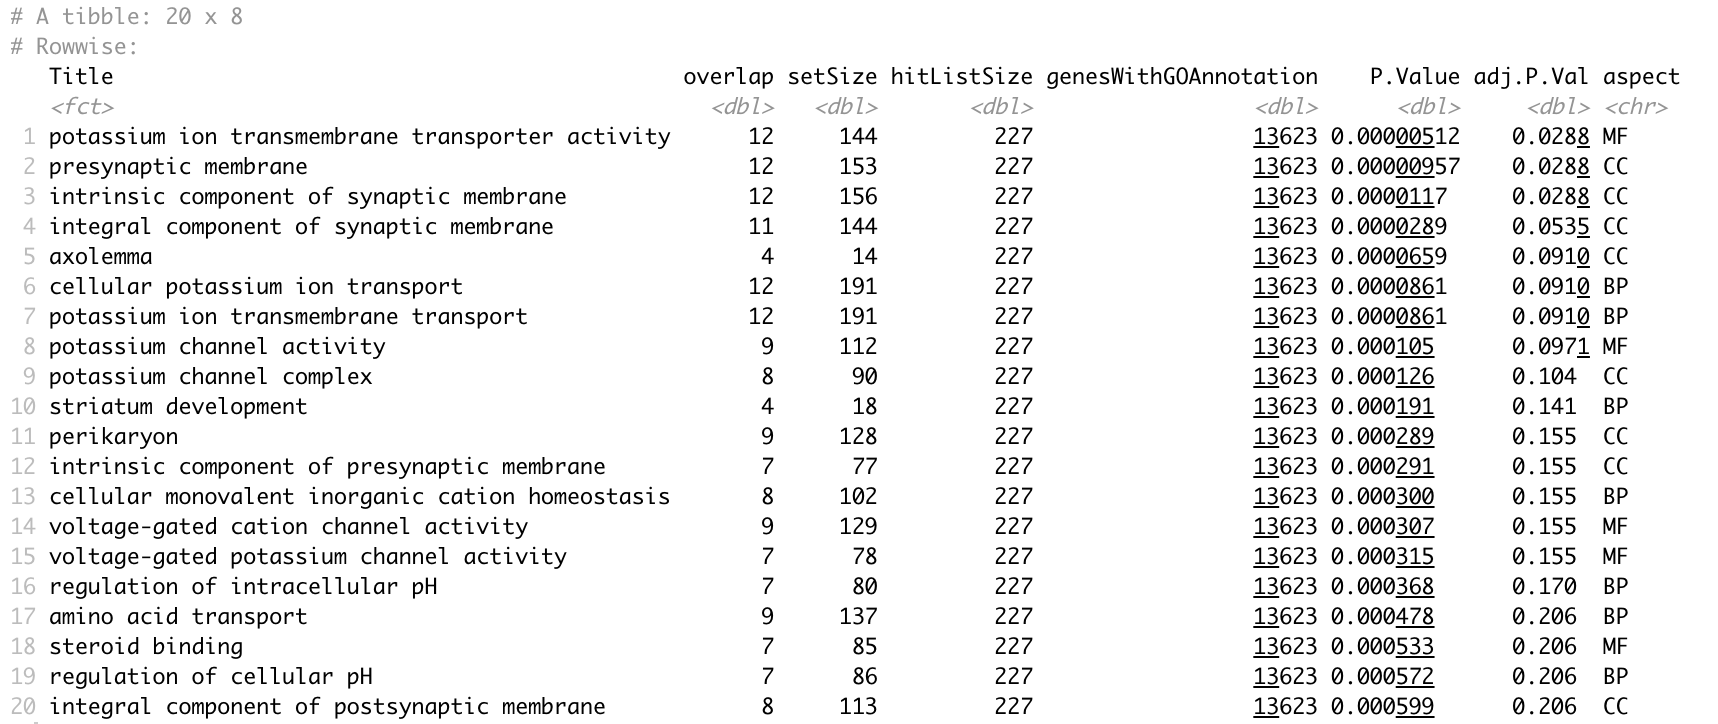 # A tibble: 20 x 8
# Rowwise:
Title overlap setSize hitListSize genesWithGOAnnotation P.Value adj.P.Val aspect
<fct> <dbl> <dbl> <dbl> <dbl> <dbl> <dbl> <chr>
1 potassium ion transmembrane transporter activity 12 144 227 13623 0.00000512 0.0288 MF
2 presynaptic membrane 12 153 227 13623 0.00000957 0.0288 CC
3 intrinsic component of synaptic membrane 12 156 227 13623 0.0000117 0.0288 CC
4 integral component of synaptic membrane 11 144 227 13623 0.0000289 0.0535 CC
5 axolemma 4 14 227 13623 0.0000659 0.0910 CC
6 cellular potassium ion transport 12 191 227 13623 0.0000861 0.0910 BP
7 potassium ion transmembrane transport 12 191 227 13623 0.0000861 0.0910 BP
8 potassium channel activity 9 112 227 13623 0.000105 0.0971 MF
9 potassium channel complex 8 90 227 13623 0.000126 0.104 CC
10 striatum development 4 18 227 13623 0.000191 0.141 BP
11 perikaryon 9 128 227 13623 0.000289 0.155 CC
12 intrinsic component of presynaptic membrane 7 77 227 13623 0.000291 0.155 CC
13 cellular monovalent inorganic cation homeostasis 8 102 227 13623 0.000300 0.155 BP
14 voltage-gated cation channel activity 9 129 227 13623 0.000307 0.155 MF
15 voltage-gated potassium channel activity 7 78 227 13623 0.000315 0.155 MF
16 regulation of intracellular pH 7 80 227 13623 0.000368 0.170 BP
17 amino acid transport 9 137 227 13623 0.000478 0.206 BP
18 steroid binding 7 85 227 13623 0.000533 0.206 MF
19 regulation of cellular pH 7 86 227 13623 0.000572 0.206 BP
20 integral component of postsynaptic membrane 8 113 227 13623 0.000599 0.206 CC